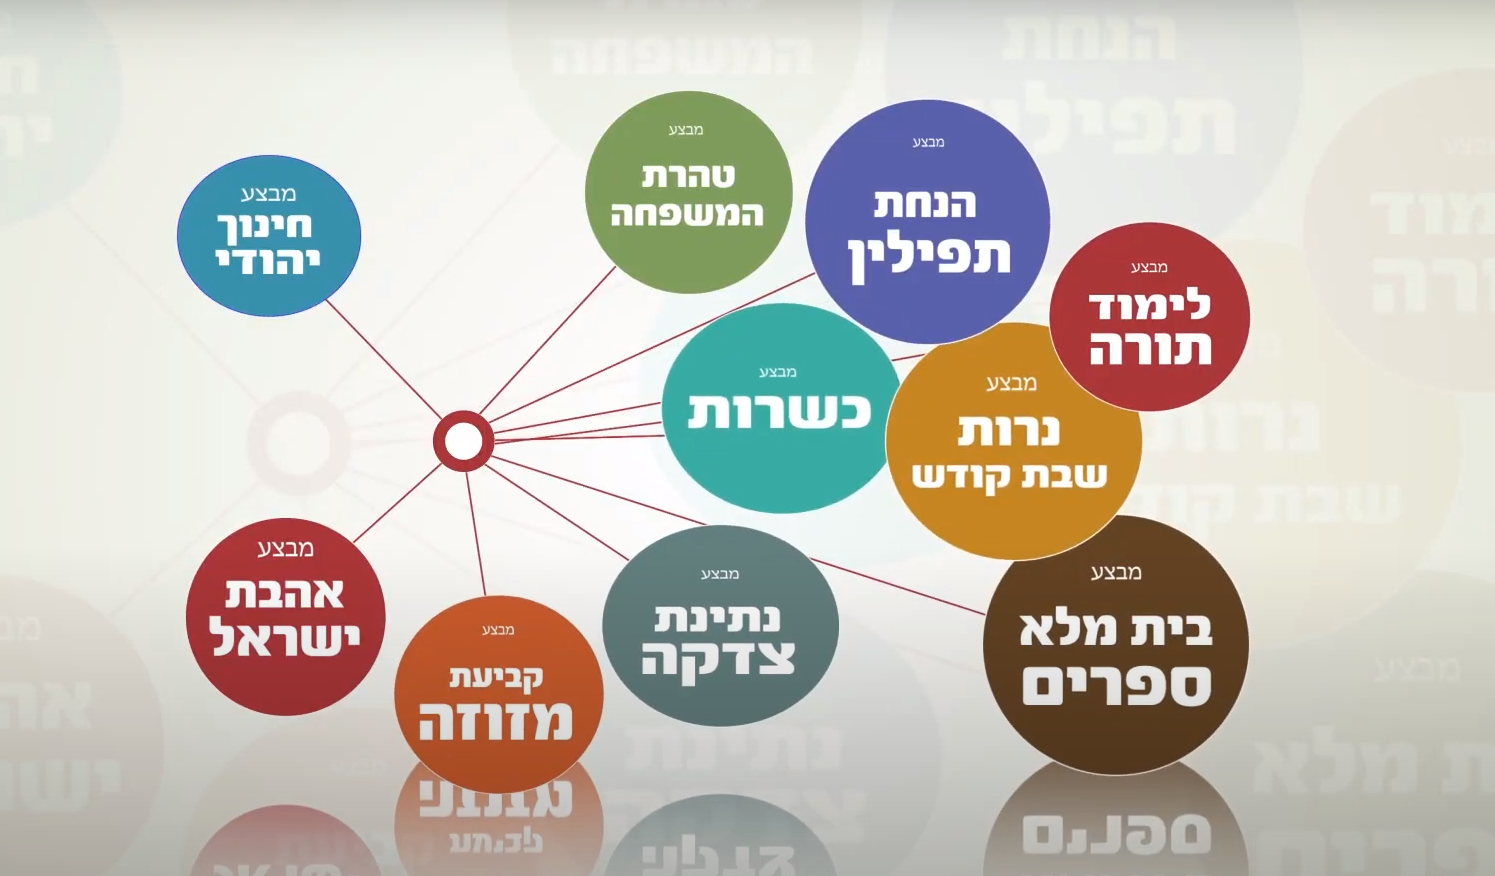 מבצע
טהרת
המשפחה
מבצע
הנחת
תפילין
מבצע
חינוך
יהודי
מבצע
לימוד
תורה
מבצע
כשרות
מבצע
נרות
שבת קודש
מבצע
אהבת
ישראל
מבצע
קביעת
מזוזה
מבצע
נתינת
צדקה
מבצע
בית מלא
ספרים